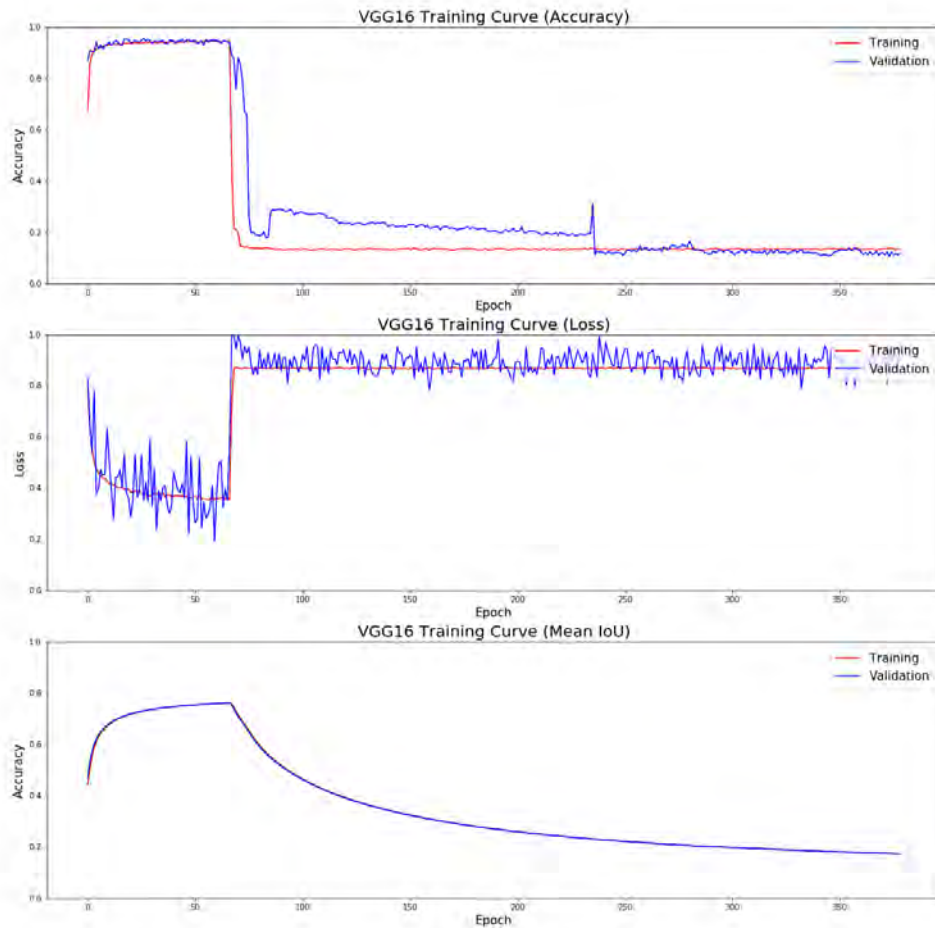 VGG16 Training Curve (Accuracy)
1.0
0.8
0.6
0.4
0.2
0.0
Accuracy
Training
Validation
0 50 100 150 200 250 300 350
Epoch
VGG16 Training Curve (Loss)
1.0
0.8
0.6
0.4
0.2
0.0
Loss
Training
Validation
0 50 100 150 200 250 300 350
Epoch
VGG16 Training Curve (Mean IoU)
1.0
0.8
0.6
0.4
0.2
0.0
Accuracy
Training
Validation
0 50 100 150 200 250 300 350
Epoch